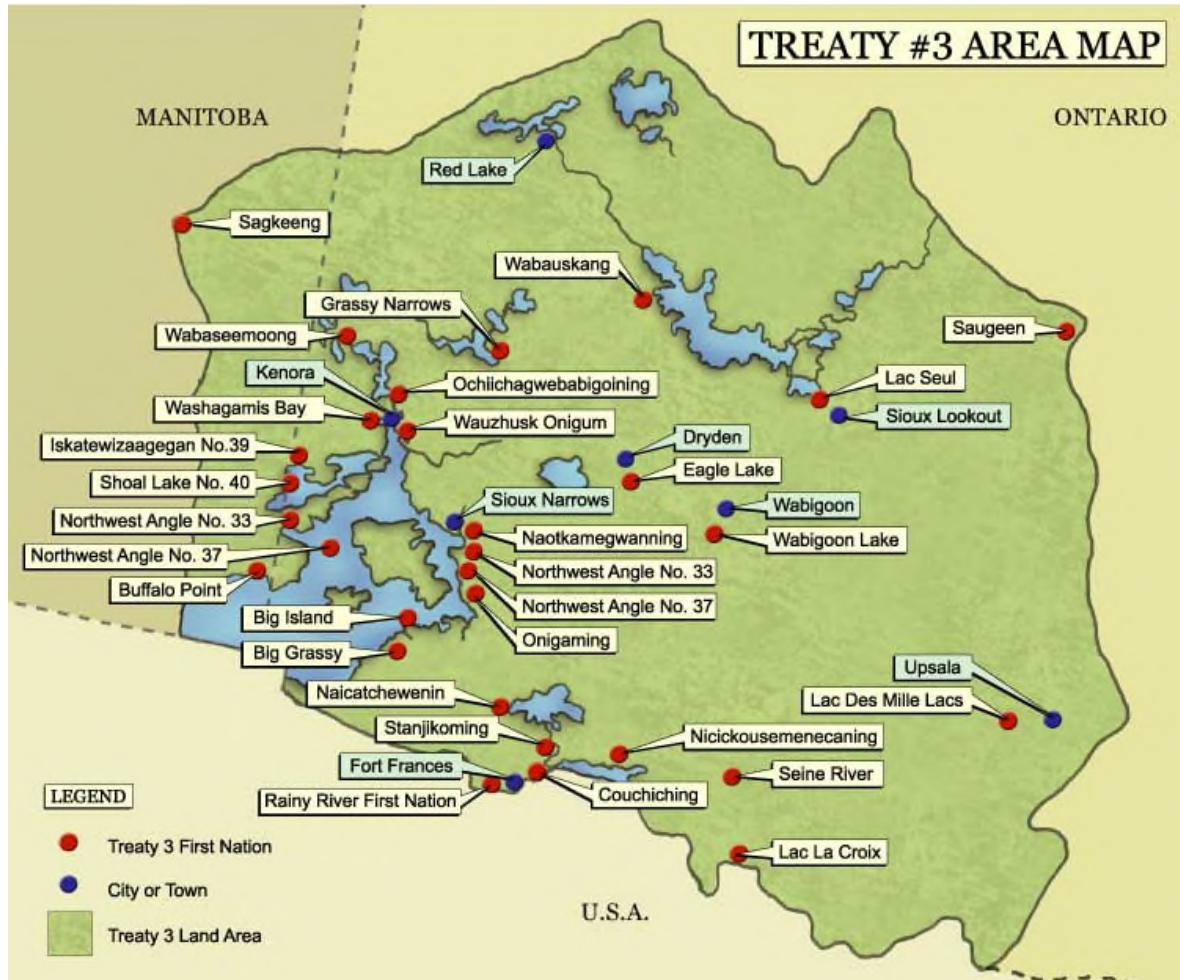 TREATY #3 AREA MAP
MANITOBA
ONTARIO
Red Lake
Sagkeeng
Wabauskang
Grassy Narrows
Wabaseemoong
Saugeen
Kenora
Ochiichagwebabigoining
Lac Seul
Washagamis Bay
Wauzhusk Onigum
Sioux Lookout
Iskatewizaagegan No.39
Dryden
Eagle Lake
Shoal Lake No. 40
Sioux Narrows
Wabigoon
Northwest Angle No. 33
Naotkamegwanning
Wabigoon Lake
Northwest Angle No. 37
Northwest Angle No. 33
Buffalo Point
Northwest Angle No. 37
Big Island
Onigaming
Big Grassy
Upsala
Naicatchewenin
Lac Des Mille Lacs
Stanjikoming
Nicickousemenecaning
Fort Frances
Seine River
Rainy River First Nation
Couchiching
LEGEND
Treaty 3 First Nation
Lac La Croix
City or Town
U.S.A.
Treaty 3 Land Area